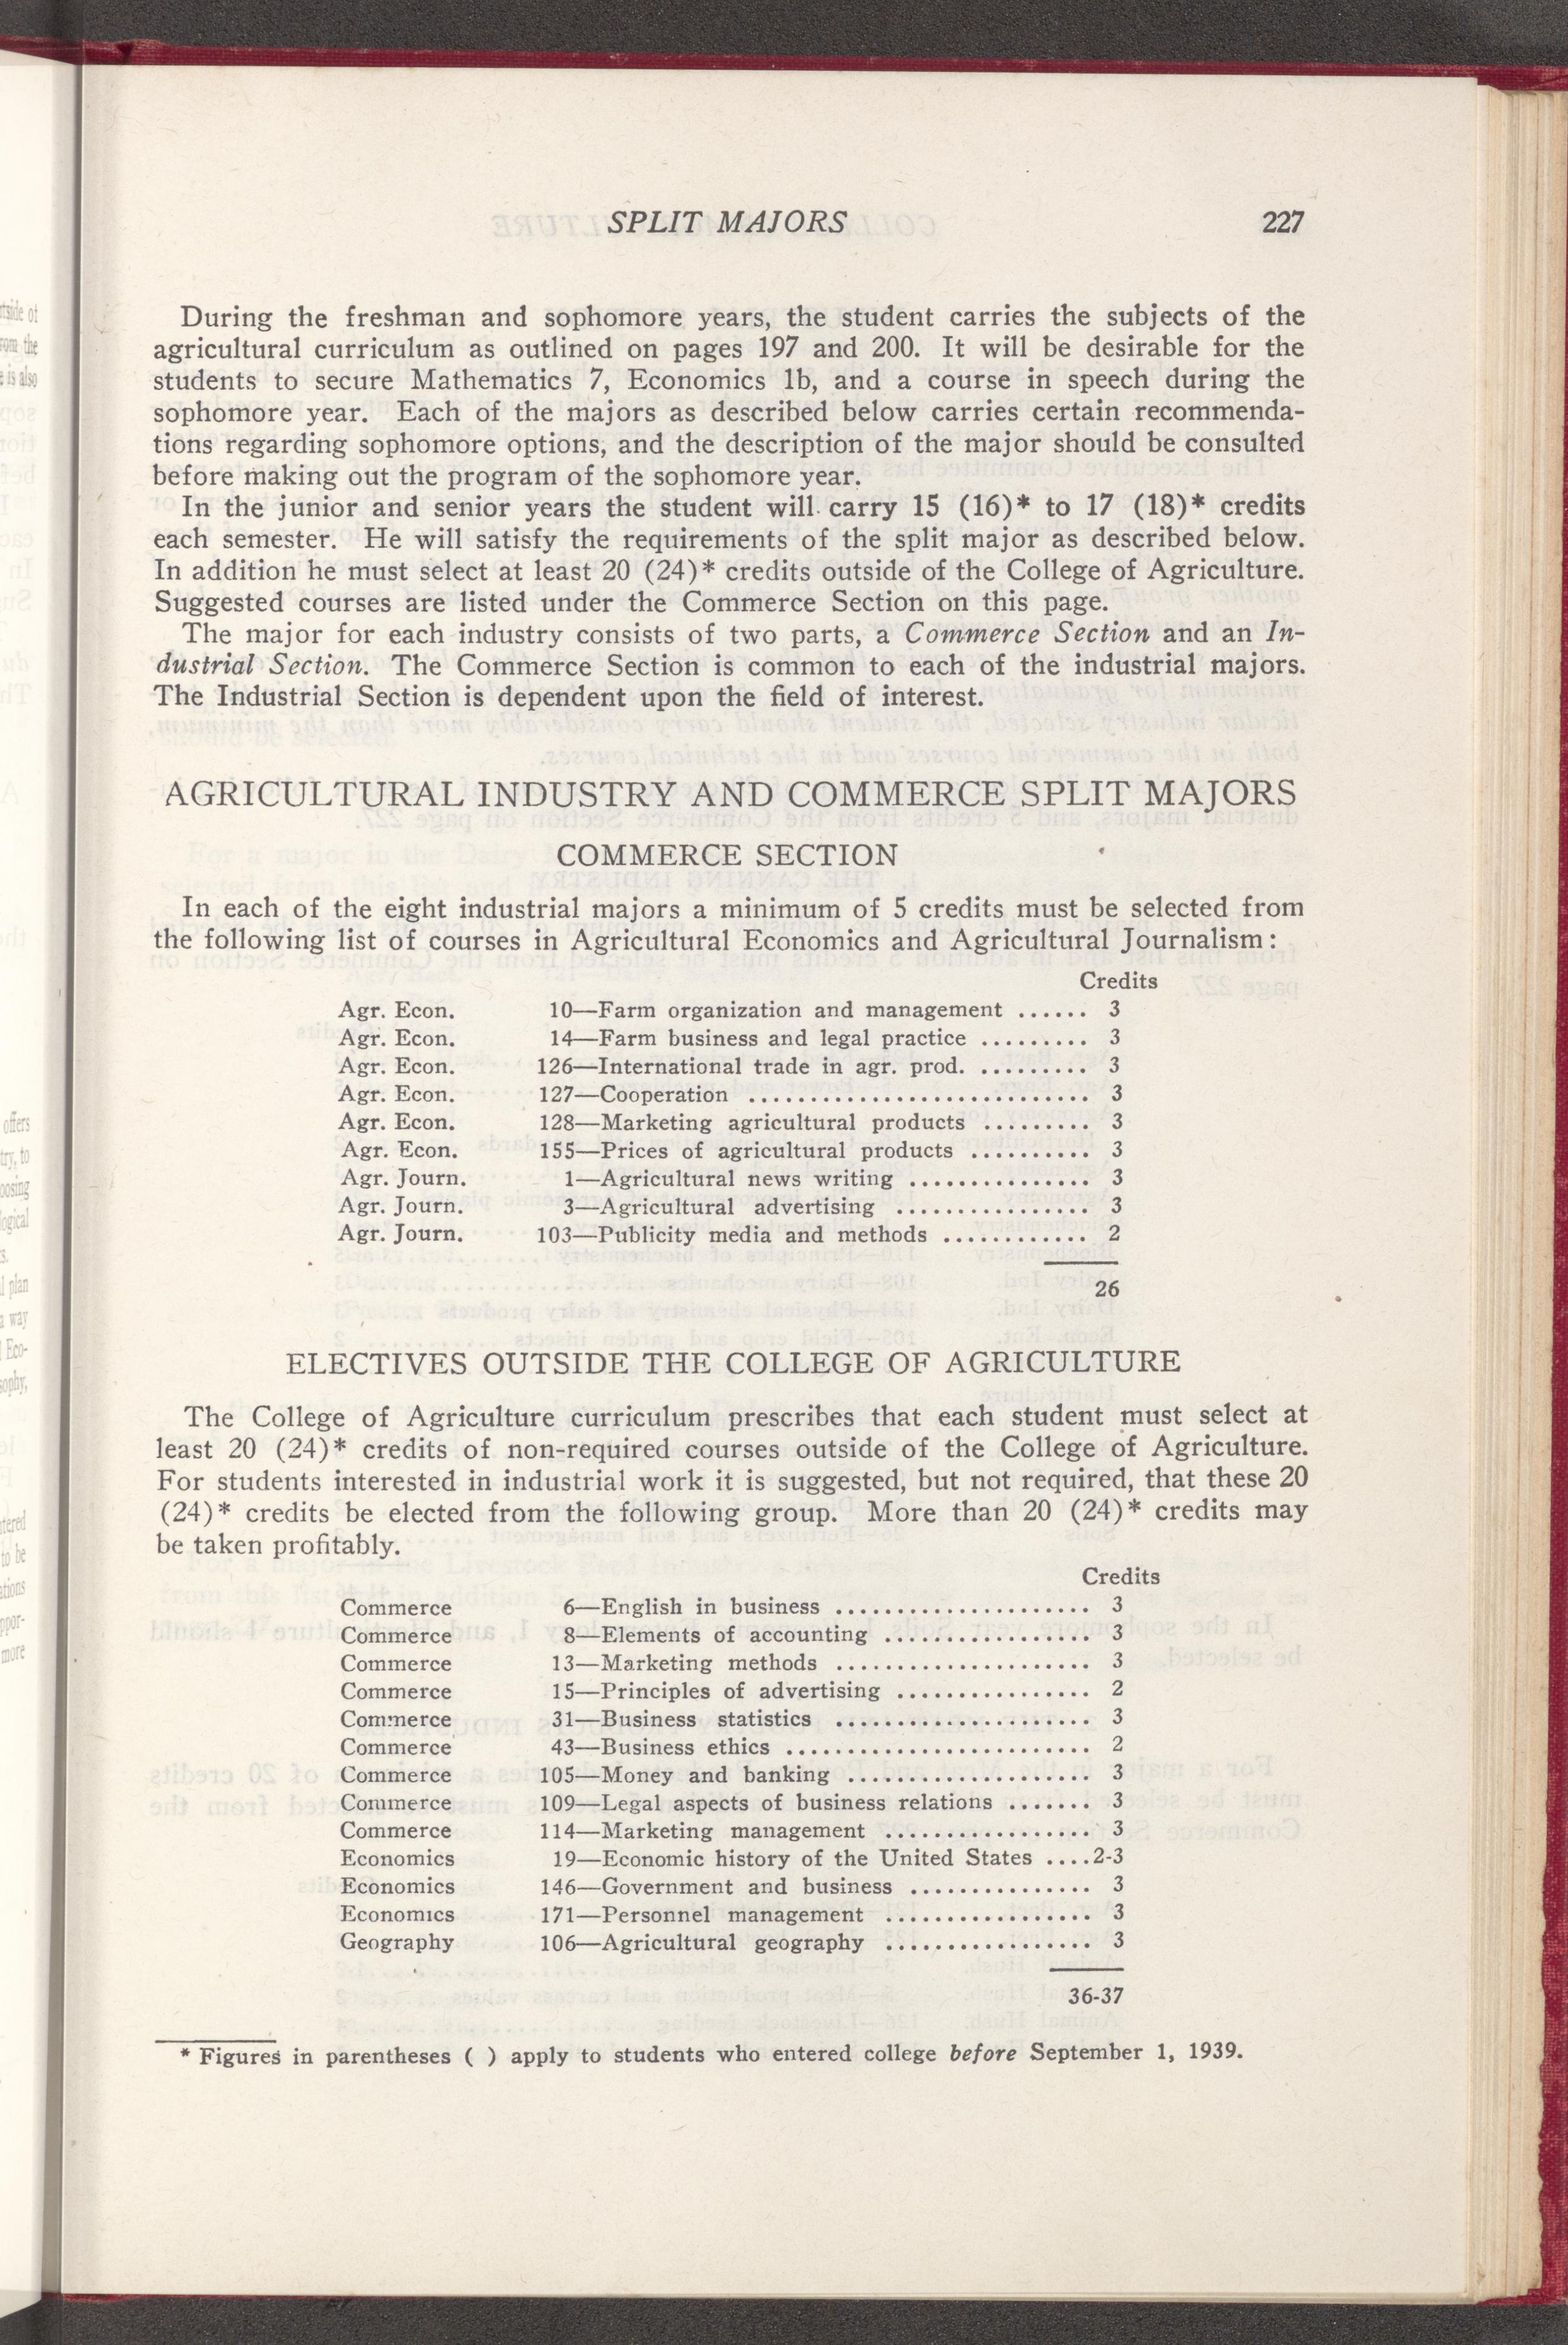 SPLIT MAJORS 227
During the freshman and sophomore years, the student carries the subjects of the
agricultural curriculum as outlined on pages 197 and 200. It will be desirable for the
students to secure Mathematics 7, Economics 1b, and a course in speech during the
sophomore year. Each of the majors as described below carries certain recommenda-
tions regarding sophomore options, and the description of the major should be consulted
before making out the program of the sophomore year.
In the junior and senior years the student will carry 15 (16)* to 17 (18)* credits
each semester. He will satisfy the requirements of the split major as described below.
In addition he must select at least 20 (24)* credits outside of the College of Agriculture.
Suggested courses are listed under the Commerce Section on this page.
The major for each industry consists of two parts, a Commerce Section and an In-
dustrial Section. The Commerce Section is common to each of the industrial majors.
The Industrial Section is dependent upon the field of interest.
AGRICULTURAL INDUSTRY AND COMMERCE SPLIT MAJORS
COMMERCE SECTION
In each of the eight industrial majors a minimum of 5 credits must be selected from
the following list of courses in Agricultural Economics and Agricultural Journalism:
Credits
Agr. Econ. 10—Farm organization and management ...... 3
Agr. Econ. 14—Farm business and legal practice ......... 3
Agr. Econ. 126—International trade in agr. prod. ......... 3
Agr. Econ. 127—Cooperation ............................ 3
Agr. Econ. 128—Marketing agricultural products ......... 3
Agr. Econ. 155—Prices of agricultural products .......... 3
Agr. Journ. 1—Agricultural news writing ............... 3
Agr. Journ. 3—Agricultural advertising ................ 3
Agr. Journ. 103—Publicity media and methods ............ 2
26
ELECTIVES OUTSIDE THE COLLEGE OF AGRICULTURE
The College of Agriculture curriculum prescribes that each student must select at
least 20 (24)* credits of non-required courses outside of the College of Agriculture.
For students interested in industrial work it is suggested, but not required, that these 20
(24)* credits be elected from the following group. More than 20 (24)* credits may
be taken profitably.
Credits
Commerce 6—English in business ...................... 3
Commerce 8—Elements of accounting ................. 3
Commerce 13—Marketing methods ..................... 3
Commerce 15—Principles of advertising ................ 2
Commerce 31—Business statistics ..................... 3
Commerce 43—Business ethics ......................... 2
Commerce 105—Money and banking .................... 3
Commerce 109—Legal aspects of business relations ....... 3
Commerce 114—Marketing management ................. 3
Economics 19—Economic history of the United States ....2-3
Economics 146—Government and business ............... 3
Economics 171—Personnel management ................. 3
Geography 106—Agricultural geography ................. 3
36-37
* Figures in parentheses ( ) apply to students who entered college before September 1, 1939.